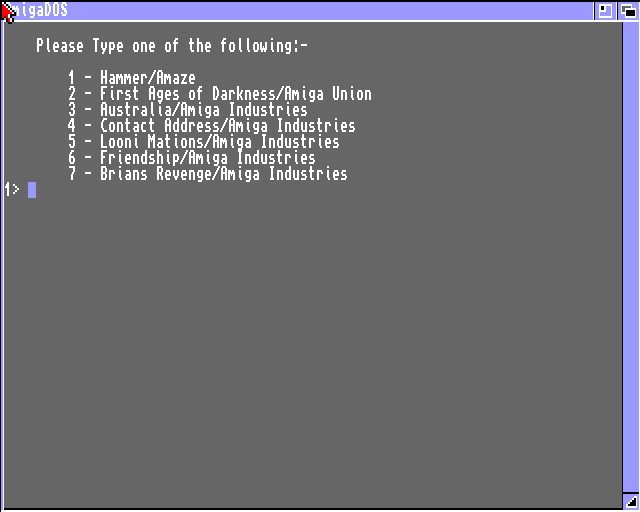 AmigaDOS
Please Type one of the following:-
1 - Hammer/Amaze
2 - First Ages of Darkness/Amiga Union
3 - Australia/Amiga Industries
4 - Contact Address/Amiga Industries
5 - Looni Mations/Amiga Industries
6 - Friendship/Amiga Industries
7 - Brians Revenge/Amiga Industries
1>